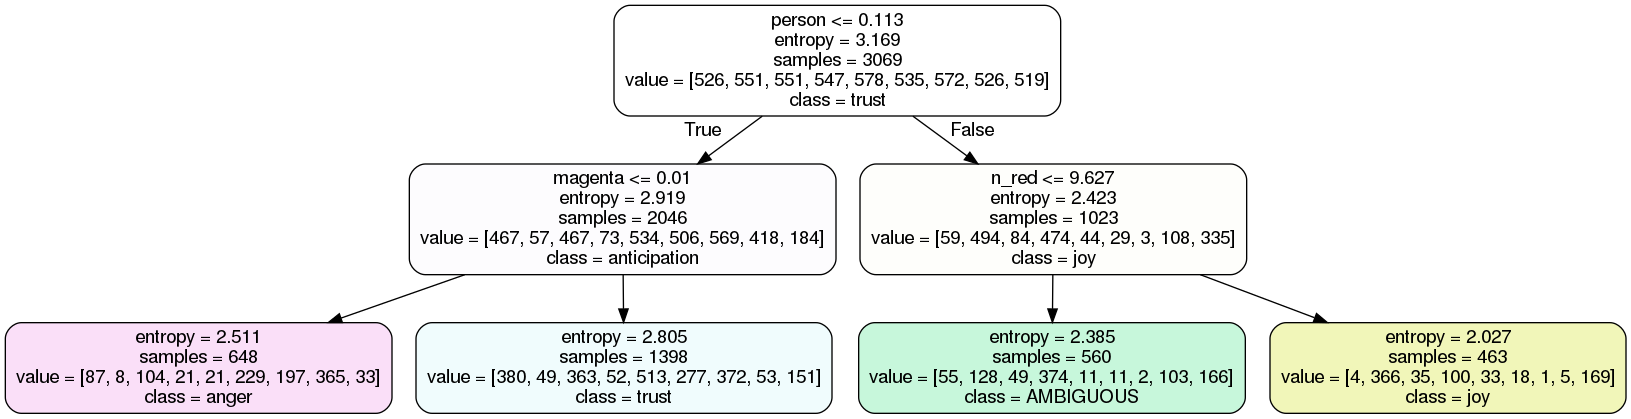 person <= 0.113
entropy = 3.169
samples = 3069
value = [526, 551, 551, 547, 578, 535, 572, 526, 519]
class = trust
True
False
magenta <= 0.01
entropy = 2.919
samples = 2046
value = [467, 57, 467, 73, 534, 506, 569, 418, 184]
class = anticipation
n_red <= 9.627
entropy = 2.423
samples = 1023
value = [59, 494, 84, 474, 44, 29, 3, 108, 335]
class = joy
entropy = 2.511
samples = 648
value = [87, 8, 104, 21, 21, 229, 197, 365, 33]
class = anger
entropy = 2.805
samples = 1398
value = [380, 49, 363, 52, 513, 277, 372, 53, 151]
class = trust
entropy = 2.385
samples = 560
value = [55, 128, 49, 374, 11, 11, 2, 103, 166]
class = AMBIGUOUS
entropy = 2.027
samples = 463
value = [4, 366, 35, 100, 33, 18, 1, 5, 169]
class = joy